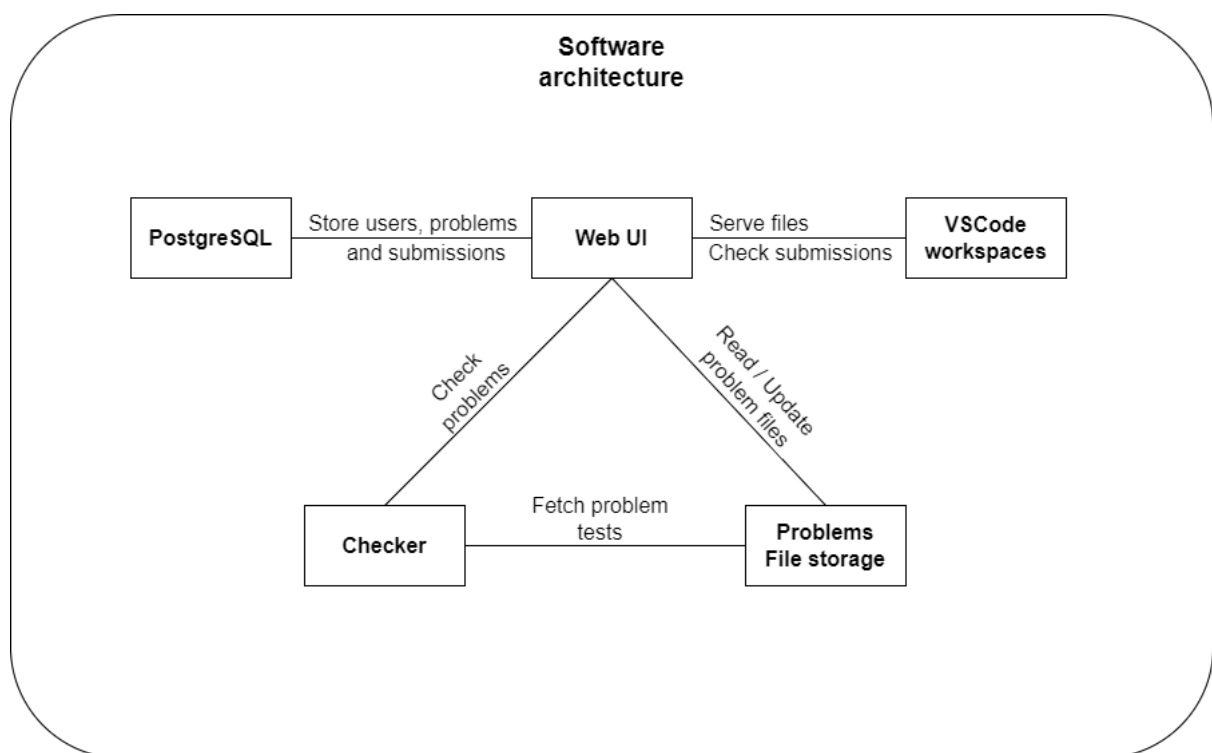 Software
architecture
PostgreSQL
Store users, problems
and submissions
Web UI
Serve files
Check submissions
VSCode
workspaces
Check
problems
Read / Update
problem files
Checker
Fetch problem
tests
Problems
File storage